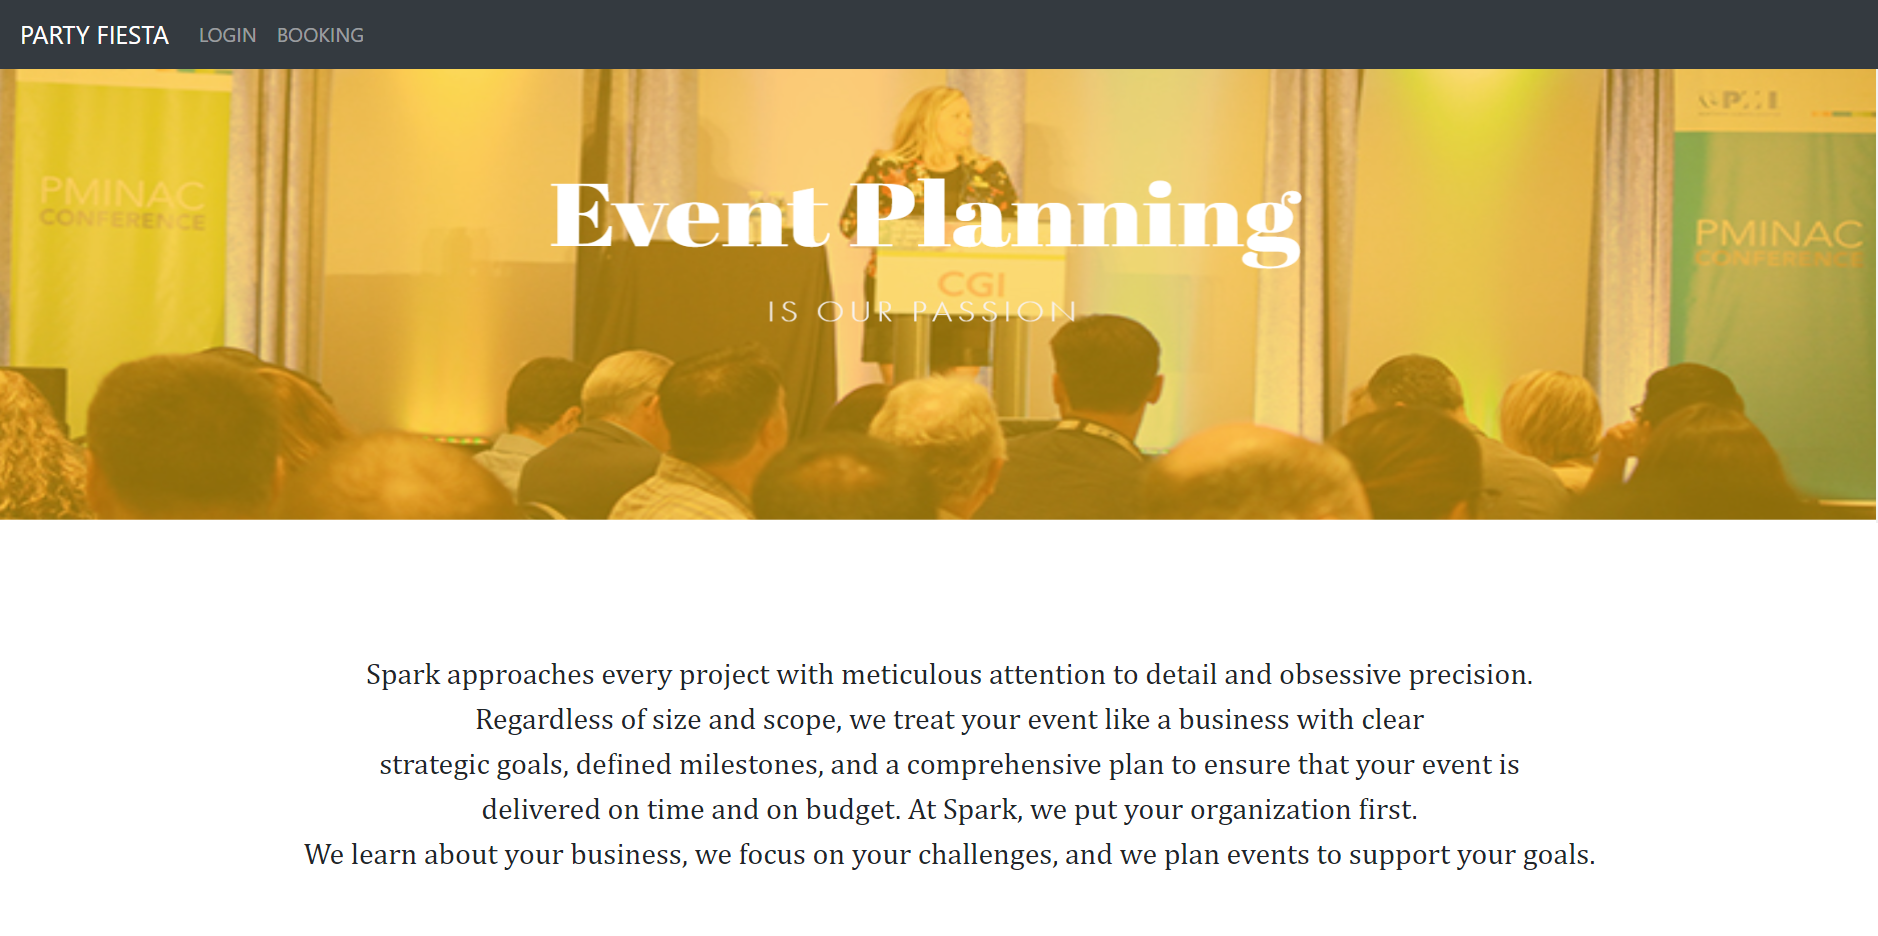 PARTY FIESTA LOGIN BOOKING
PMINAC
CONFERENCE
Event Planning
PMINAC
CONFERENCE
CGI
IS OUR PASSION
Spark approaches every project with meticulous attention to detail and obsessive precision.
Regardless of size and scope, we treat your event like a business with clear
strategic goals, defined milestones, and a comprehensive plan to ensure that your event is
delivered on time and on budget. At Spark, we put your organization first.
We learn about your business, we focus on your challenges, and we plan events to support your goals.